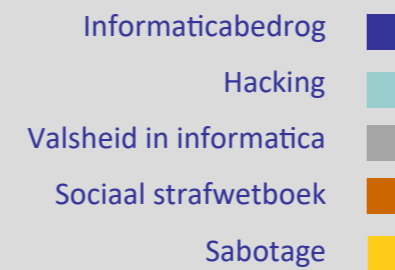 Informaticabedrog
Hacking
Valsheid in informatica
Sociaal strafwetboek
Sabotage